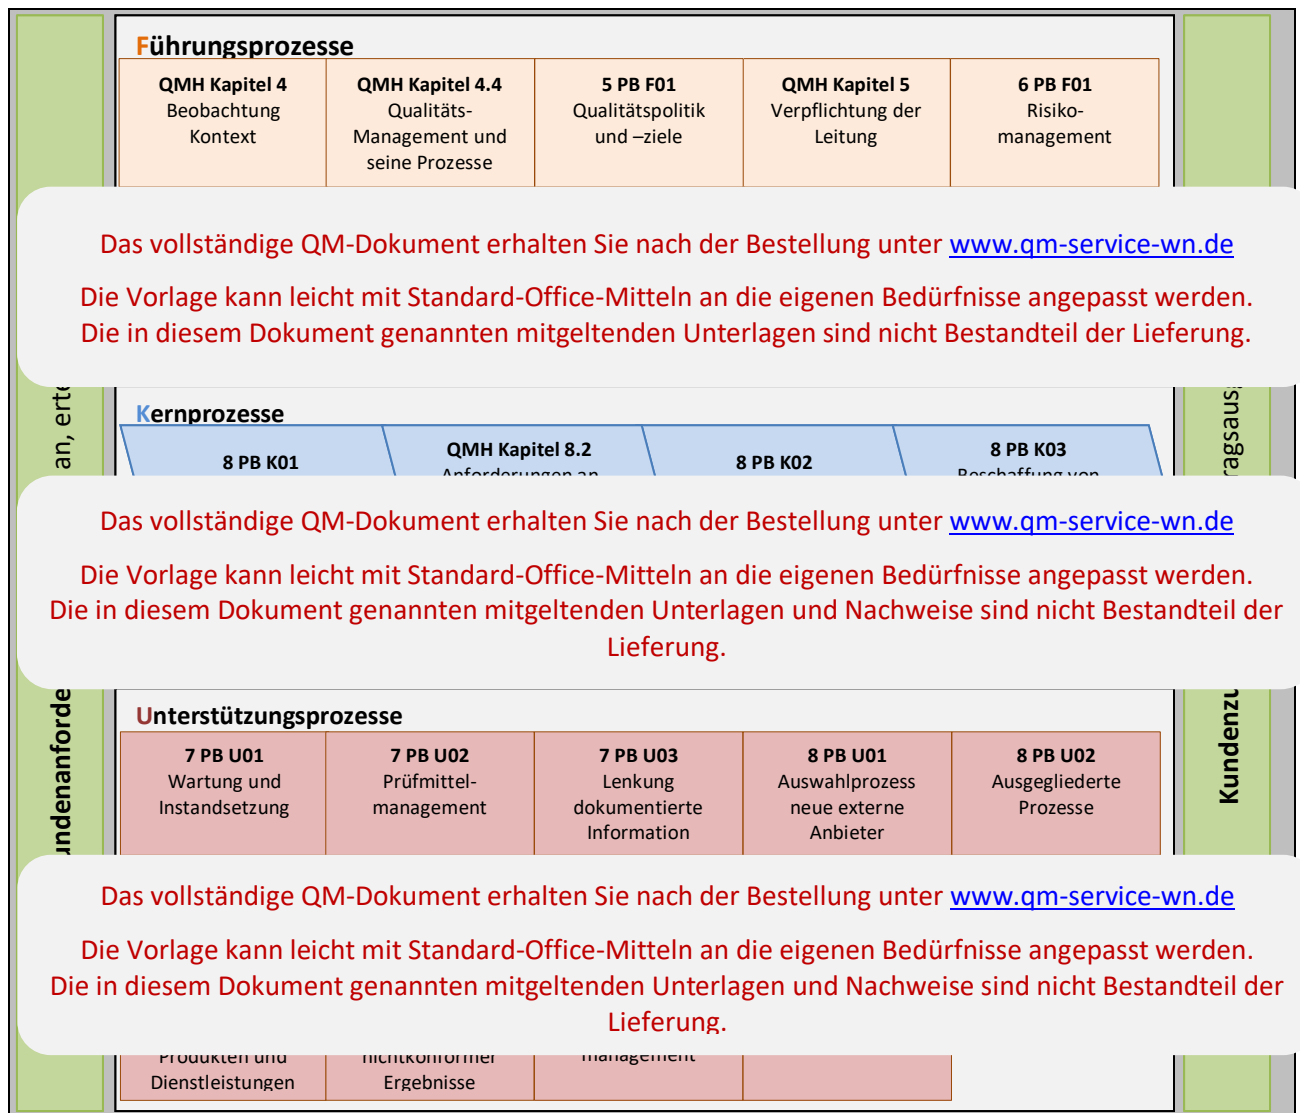 Führungsprozesse
QMH Kapitel 4
Beobachtung
Kontext
QMH Kapitel 4.4
Qualitäts-
Management und
seine Prozesse
5 PB F01
Qualitätspolitik
und –ziele
QMH Kapitel 5
Verpflichtung der
Leitung
6 PB F01
Risiko-
management
Das vollständige QM-Dokument erhalten Sie nach der Bestellung unter www.qm-service-wn.de
Die Vorlage kann leicht mit Standard-Office-Mitteln an die eigenen Bedürfnisse angepasst werden.
Die in diesem Dokument genannten mitgeltenden Unterlagen sind nicht Bestandteil der Lieferung.
an,
Kernprozesse
8 PB K01
QMH Kapitel 8.2
Anforderungen an
8 PB K02
8 PB K03
Beschaffung von
Das vollständige QM-Dokument erhalten Sie nach der Bestellung unter www.qm-service-wn.de
Die Vorlage kann leicht mit Standard-Office-Mitteln an die eigenen Bedürfnisse angepasst werden.
Die in diesem Dokument genannten mitgeltenden Unterlagen und Nachweise sind nicht Bestandteil der
Lieferung.
Unterstützungsprozesse
7 PB U01
Wartung und
Instandsetzung
7 PB U02
Prüfmittel-
management
7 PB U03
Lenkung
dokumentierte
Information
8 PB U01
Auswahlprozess
neue externe
Anbieter
8 PB U02
Ausgegliederte
Prozesse
Das vollständige QM-Dokument erhalten Sie nach der Bestellung unter www.qm-service-wn.de
Die Vorlage kann leicht mit Standard-Office-Mitteln an die eigenen Bedürfnisse angepasst werden.
Die in diesem Dokument genannten mitgeltenden Unterlagen und Nachweise sind nicht Bestandteil der
Lieferung.
Produkten und
Dienstleistungen
nichtkonformer
Ergebnisse
management